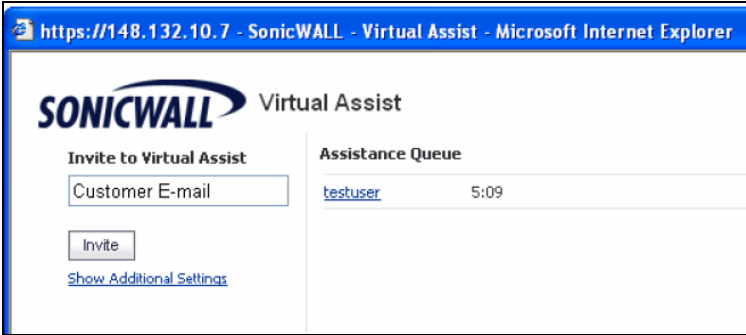 https://148.132.10.7 - SonicWALL - Virtual Assist - Microsoft Internet Explorer
SONICWALL Virtual Assist
Invite to Virtual Assist
Customer E-mail
Invite
Show Additional Settings
Assistance Queue
testuser 5:09